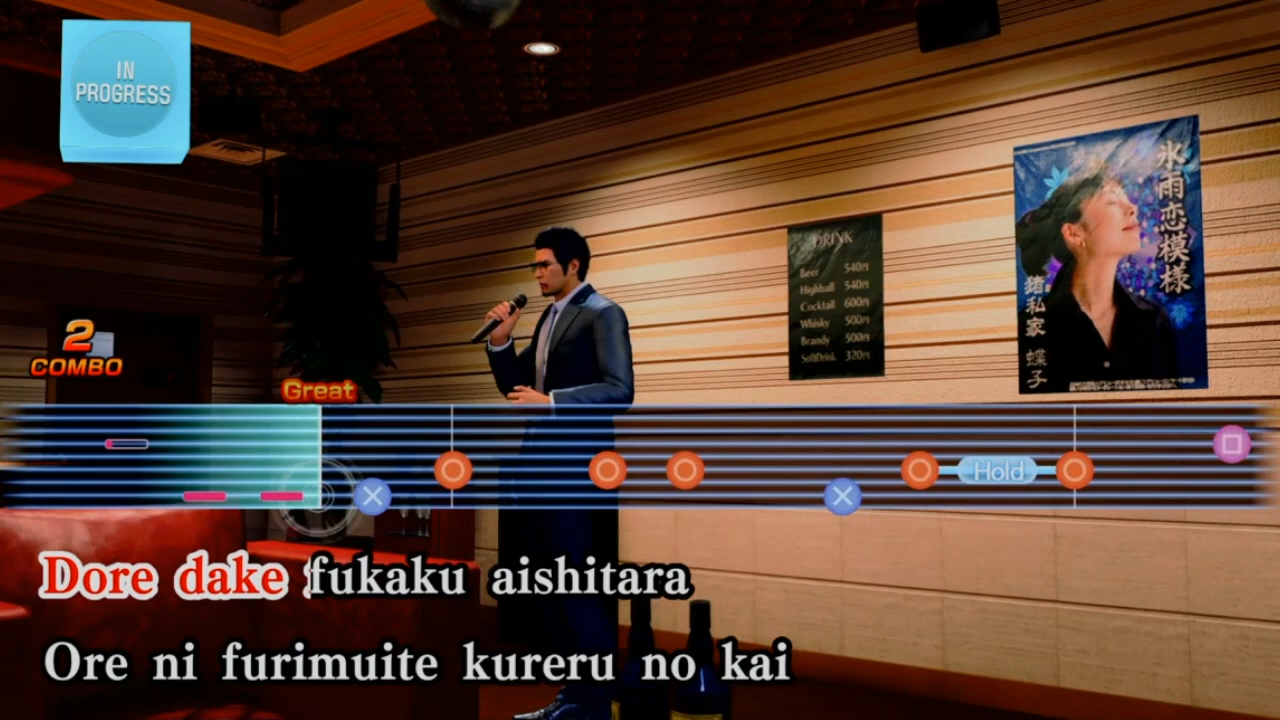 IN
PROGRESS
氷雨恋模様
猪私家 蝶子
DRINK
Beer 540円
Highball 540円
Cocktail 600円
Whisky 500円
Brandy 500円
SoftDrink 320円
2
COMBO
Great
Hold
Dore dake fukaku aishitara
Ore ni furimuite kureru no kai